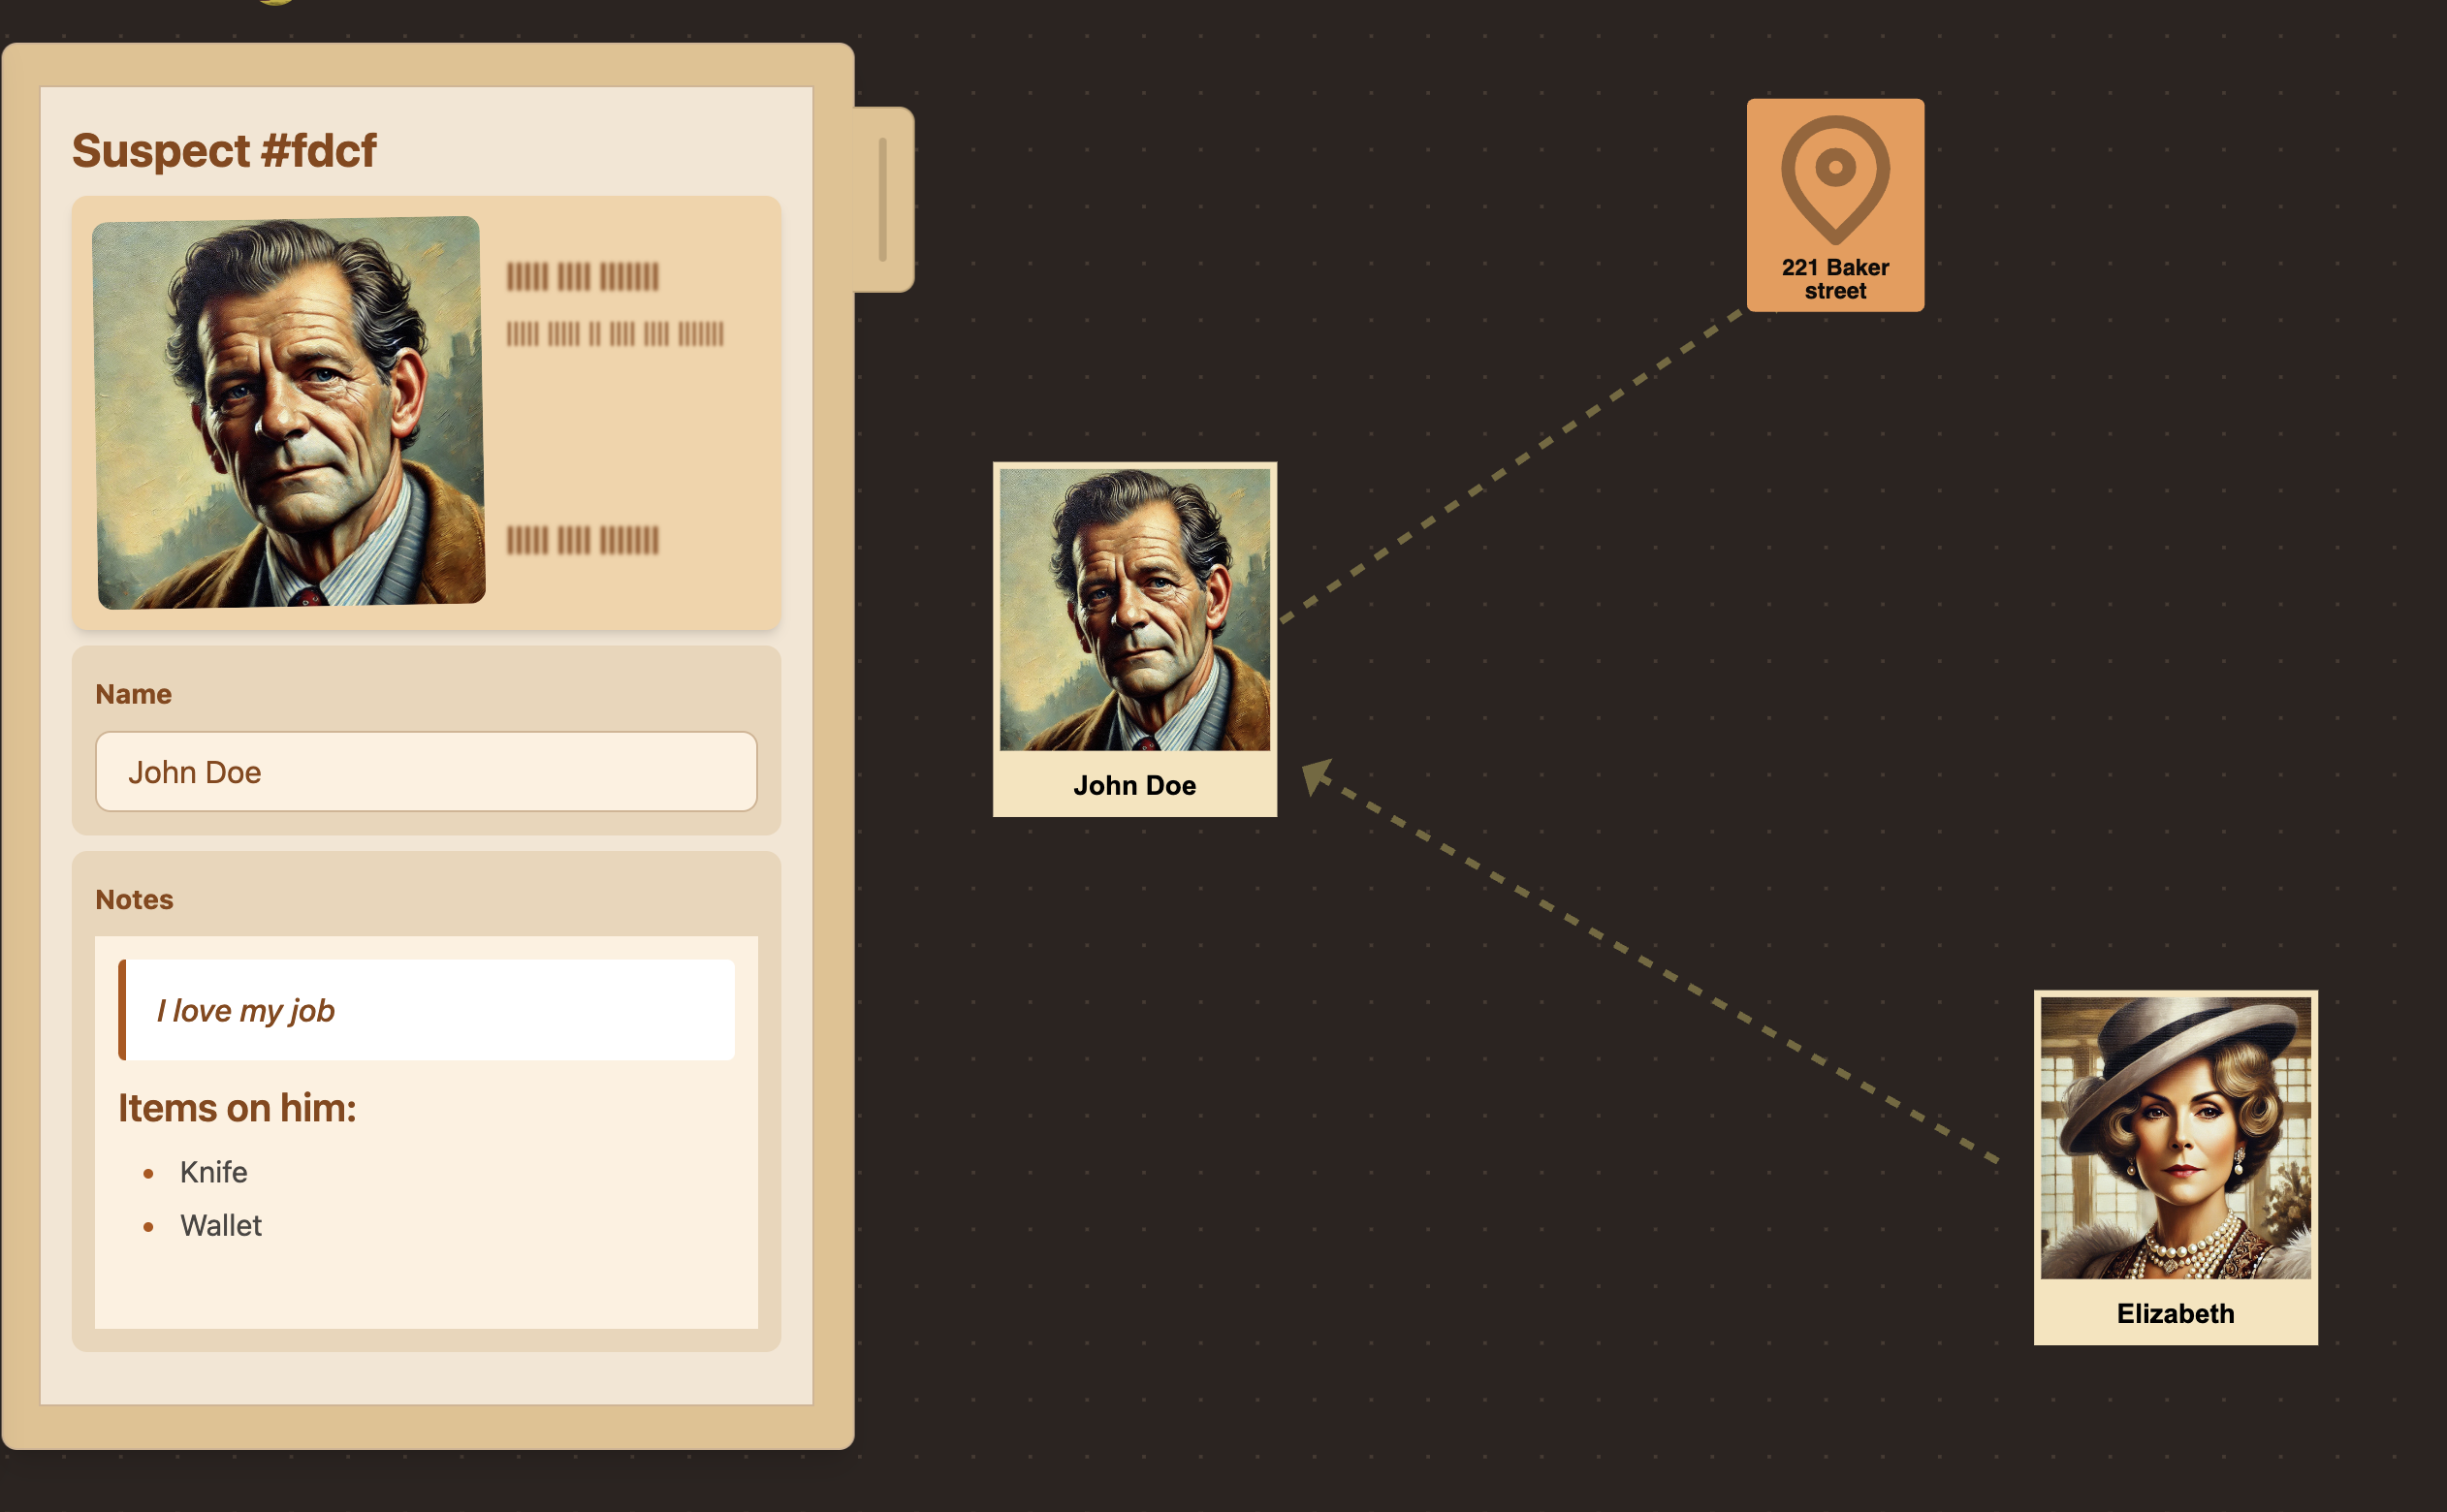 Suspect #fdcf
Name
John Doe
Notes
I love my job
Items on him:
Knife
Wallet
221 Baker
street
John Doe
Elizabeth